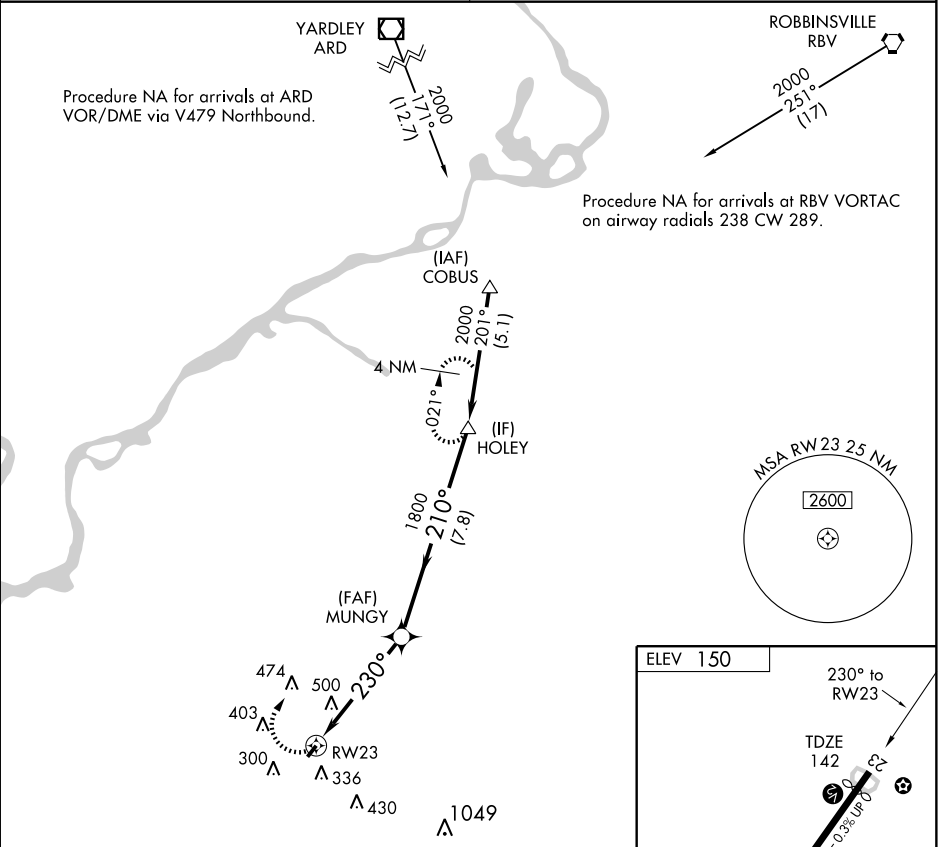 YARDLEY
ARD
ROBBINSVILLE
RBV
Procedure NA for arrivals at ARD
VOR/DME via V479 Northbound.
2000
171°
(12.7)
2000
251°
(17)
Procedure NA for arrivals at RBV VORTAC
on airway radials 238 CW 289.
(IAF)
COBUS
2000
201°
(5.1)
4 NM
021°
(IF)
HOLEY
1800
210°
(7.8)
MSA RW23 25 NM
2600
(FAF)
MUNGY
230°
474
500
403
RW23
300
336
430
1049
ELEV 150
230° to
RW23
TDZE
142
23
V
0.3% UP